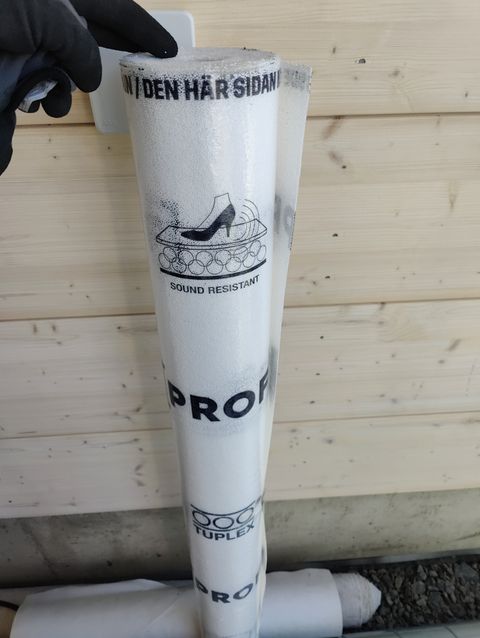 /DEN HÄR SIDAN
SOUND RESISTANT
PROF
TUPLEX
PROF